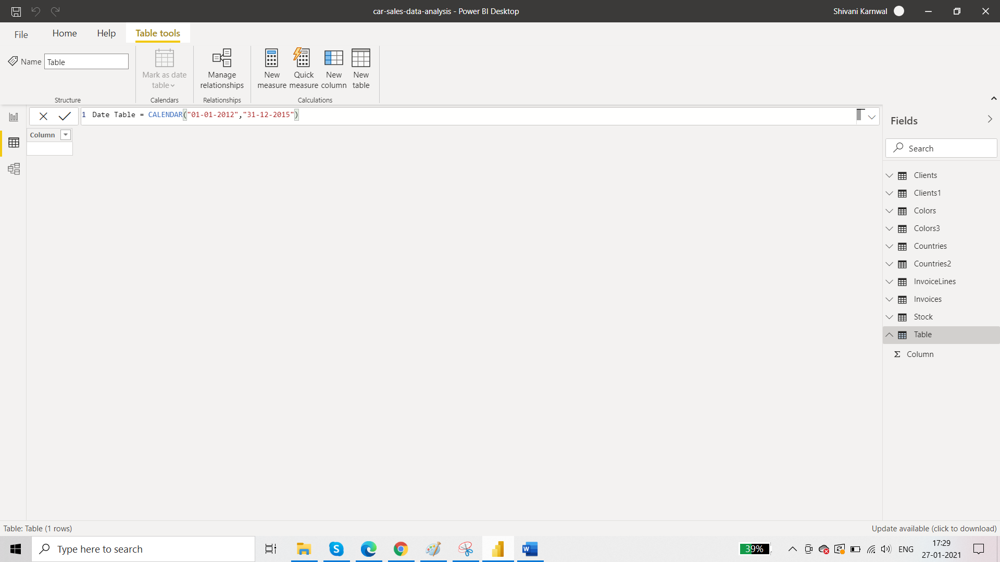 car-sales-data-analysis - Power BI Desktop
Shivani Karnwal
File
Home
Help
Table tools
Name
Table
Structure
Mark as date
table
Calendars
Manage
relationships
Relationships
New
measure
Quick
measure
New
column
New
table
Calculations
1 Date Table = CALENDAR("01-01-2012","31-12-2015")
Column
Fields
Search
Clients
Clients1
Colors
Colors3
Countries
Countries2
InvoiceLines
Invoices
Stock
Table
Σ Column
Table: Table (1 rows)
Update available (click to download)
Type here to search
S
W
39%
ENG
17:29
27-01-2021